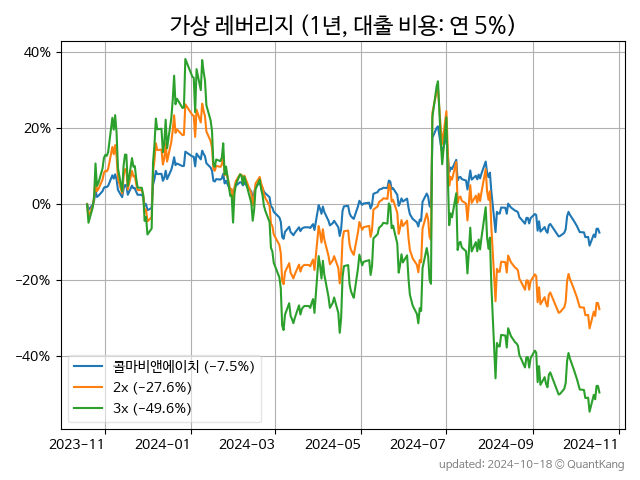 가상 레버리지 (1년, 대출 비용: 연 5%)
40%
20%
0%
−20%
−40%
콜마비앤에이치 (−7.5%)
2x (−27.6%)
3x (−49.6%)
2023-11 2024-01 2024-03 2024-05 2024-07 2024-09 2024-11
updated: 2024-10-18 © QuantKang